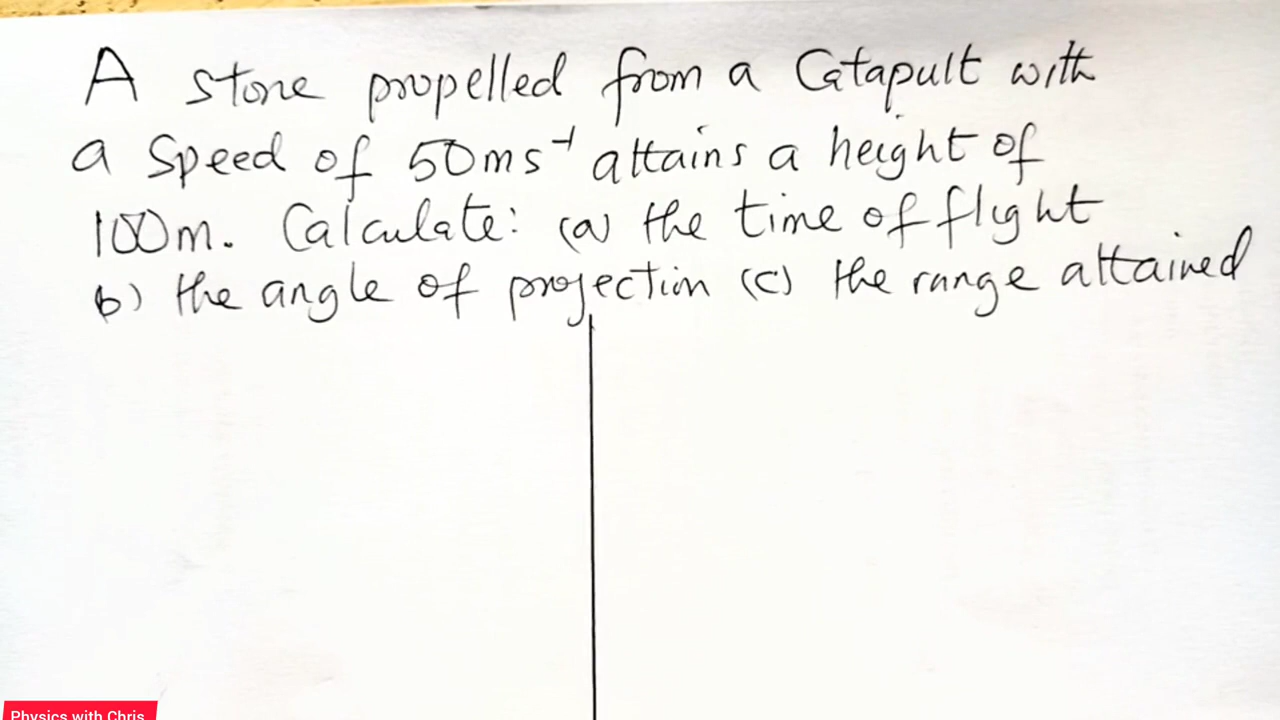 A stone propelled from a Catapult with
a Speed of 50ms⁻¹ attains a height of
100m. Calculate: (a) the time of flight
b) the angle of projection (c) the range attained
Physics with Chris